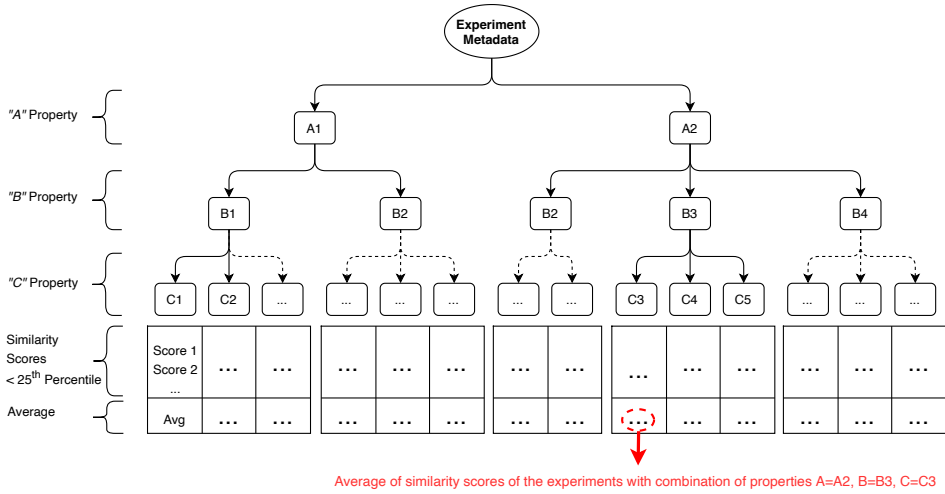 Experiment
Metadata
"A" Property
A1
A2
"B" Property
B1
B2
B2
B3
B4
"C" Property
C1
C2
...
...
...
...
...
...
C3
C4
C5
...
...
...
Similarity
Scores
< 25th Percentile
Score 1
Score 2
...
...
...
...
...
...
...
...
...
...
...
...
...
...
Average
Avg
...
...
...
...
...
...
...
...
...
...
...
...
...
Average of similarity scores of the experiments with combination of properties A=A2, B=B3, C=C3